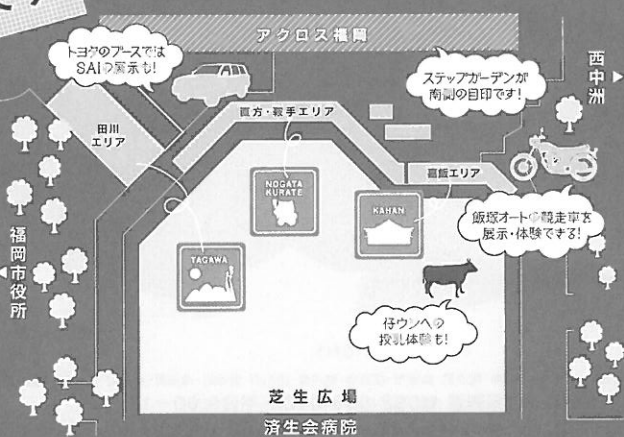 アクロス福岡
トヨタのブースでは
SAIの展示も!
ステップガーデンが
南側の目印です!
西中洲
田川
エリア
直方・鞍手エリア
嘉飯エリア
NOGATA
KURATE
KAHAN
飯塚オートの競走車を
展示・体験できる!
TAGAWA
福岡市役所
仔ウシへの
授乳体験も!
芝生広場
済生会病院